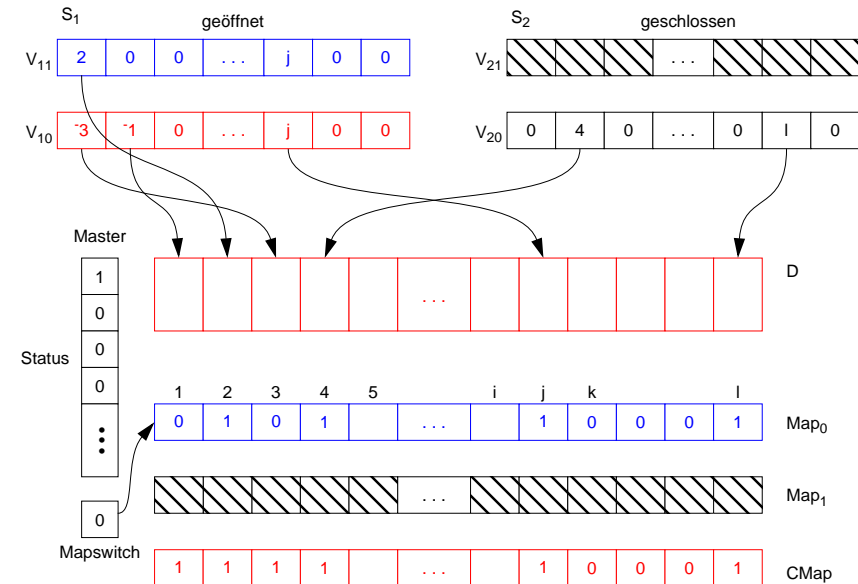 S1 geöffnet S2 geschlossen
V11 2 0 0 . . . j 0 0 V21 . . .
V10 -3 -1 0 . . . j 0 0 V20 0 4 0 . . . 0 l 0
Master
D
1
. . .
0
Status 0
0
1 2 3 4 5 i j k l
0 1 0 1 . . . 1 0 0 0 1 Map0
. . . Map1
0
Mapswitch
1 1 1 1 . . . 1 0 0 0 1 CMap